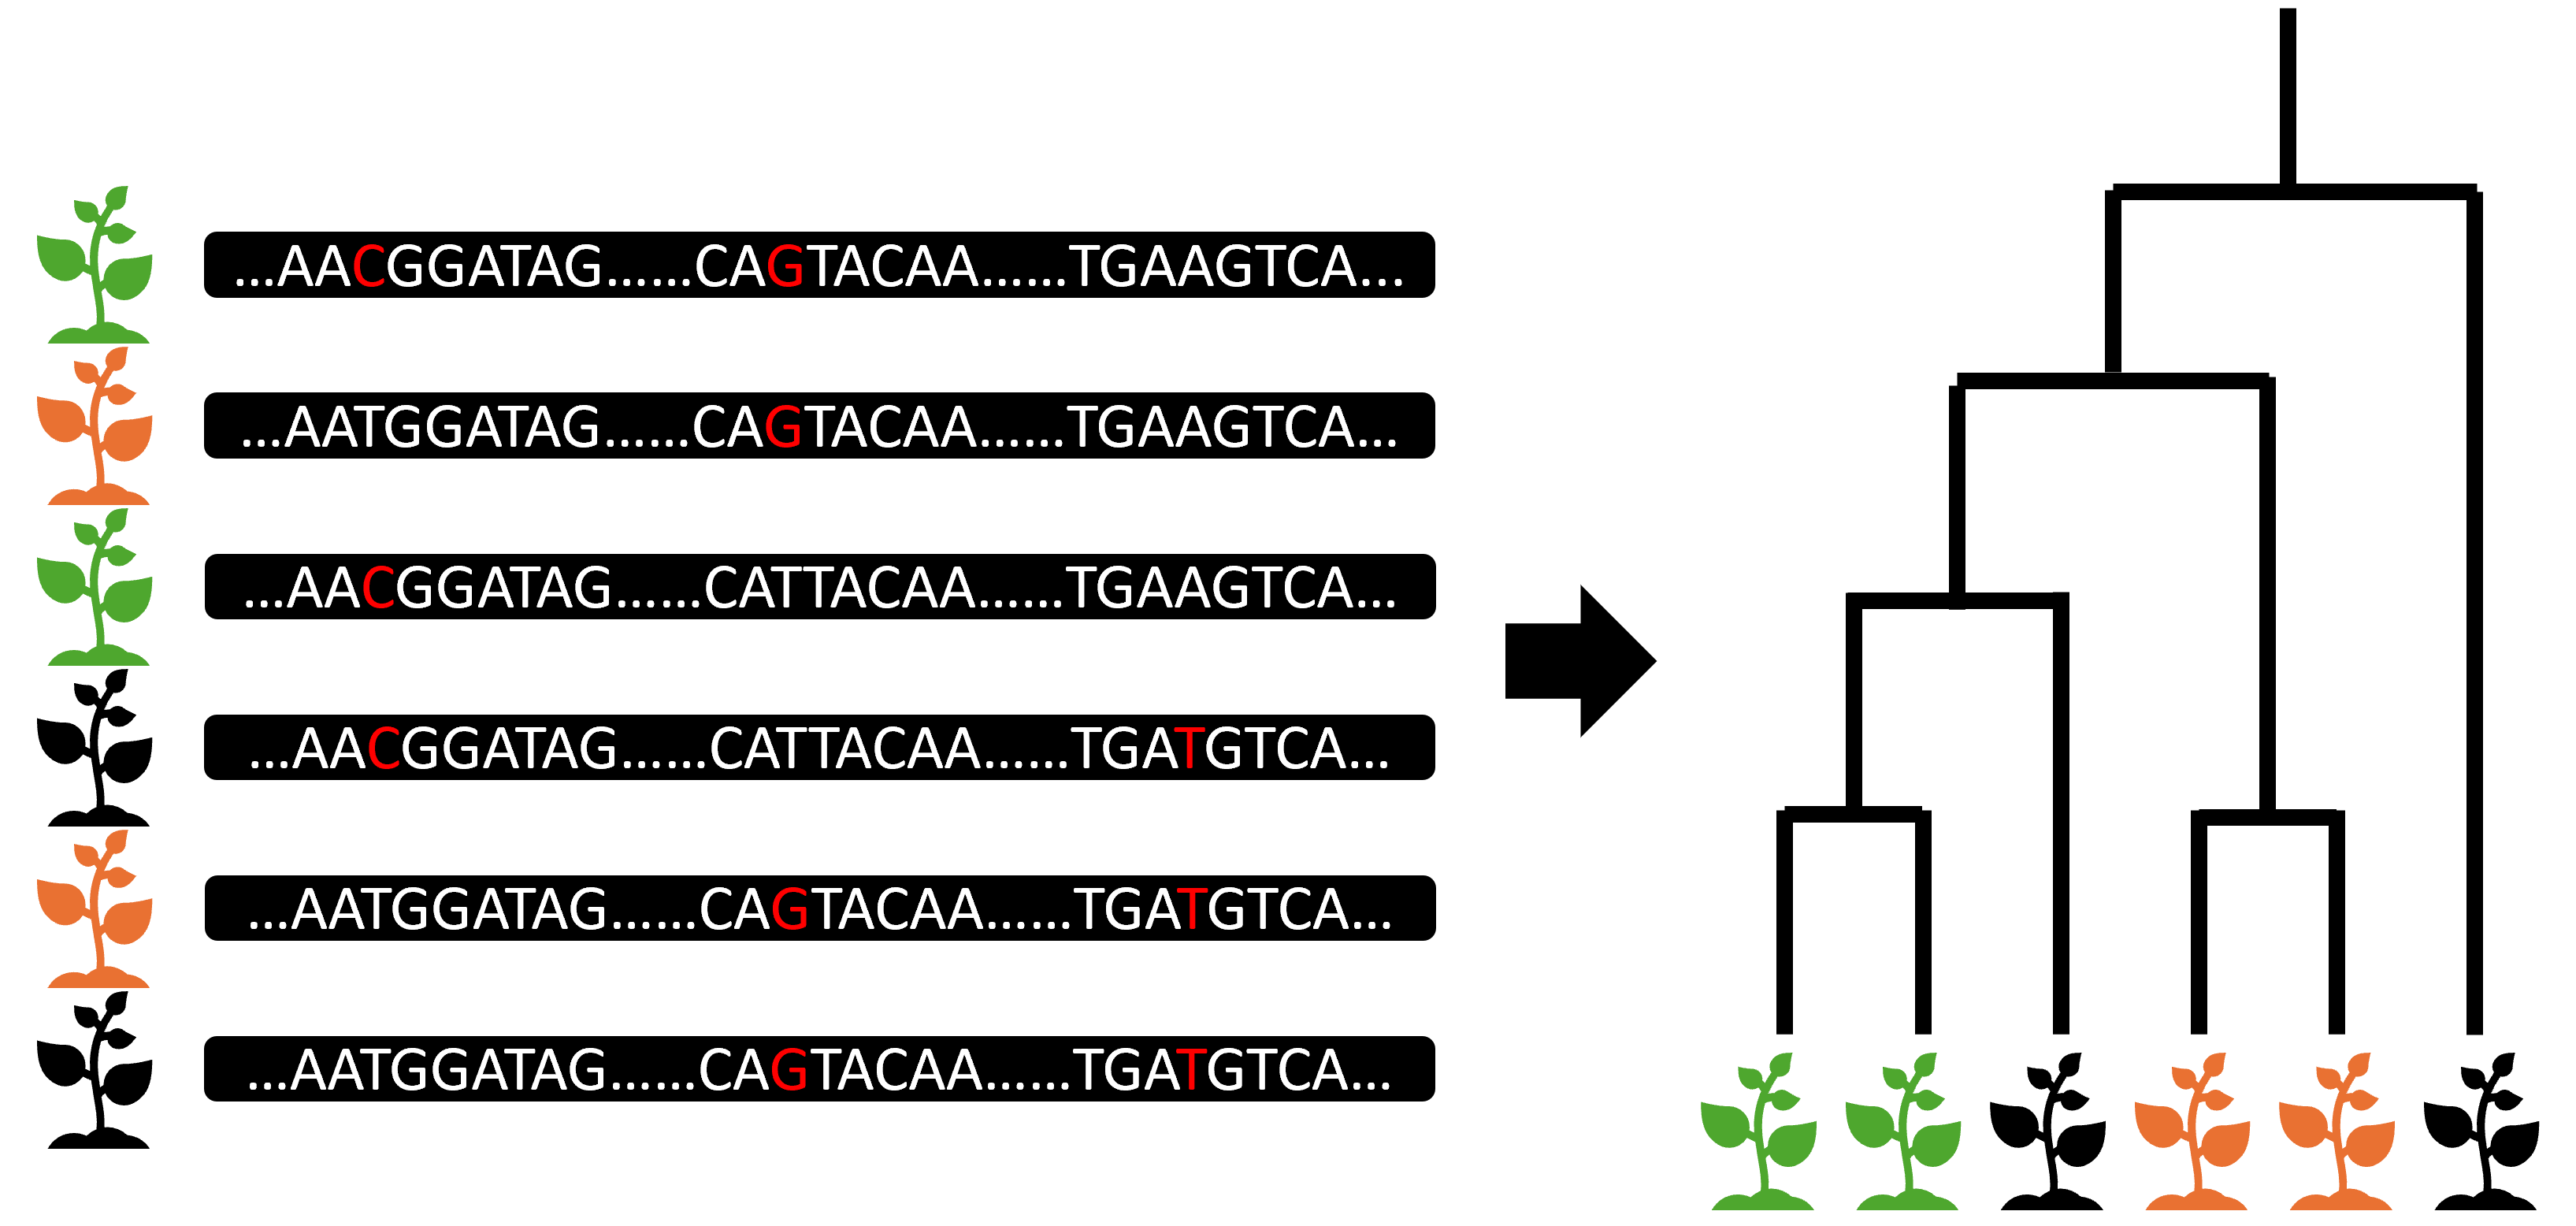 ...AACGGATAG......CAGTACAA......TGAAGTCA...
...AATGGATAG......CAGTACAA......TGAAGTCA...
...AACGGATAG......CATTACAA......TGAAGTCA...
...AACGGATAG......CATTACAA......TGATGTCA...
...AATGGATAG......CAGTACAA......TGATGTCA...
...AATGGATAG......CAGTACAA......TGATGTCA...